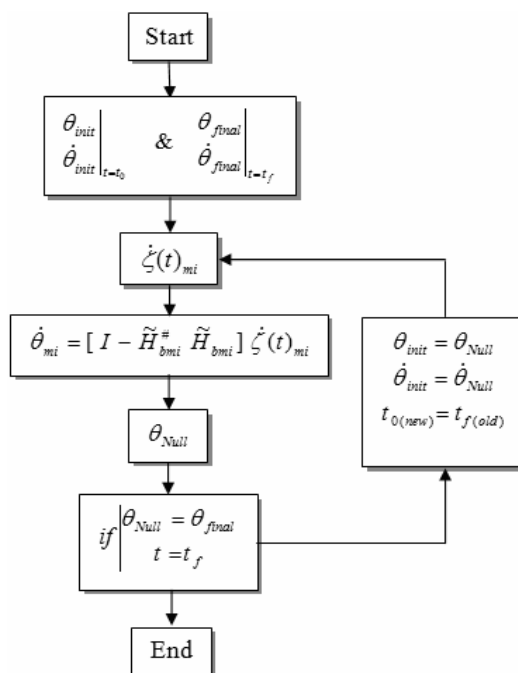 Start
θ_init θ̇_init |_{t=t_0} & θ_final θ̇_final |_{t=t_f}
ζ̇(t)_mi
θ̇_mi = [ I − H̃^#_bmi H̃_bmi ] ζ̇(t)_mi
θ_Null
if | θ_Null = θ_final
t = t_f
End
θ_init = θ_Null
θ̇_init = θ̇_Null
t_0(new) = t_f(old)